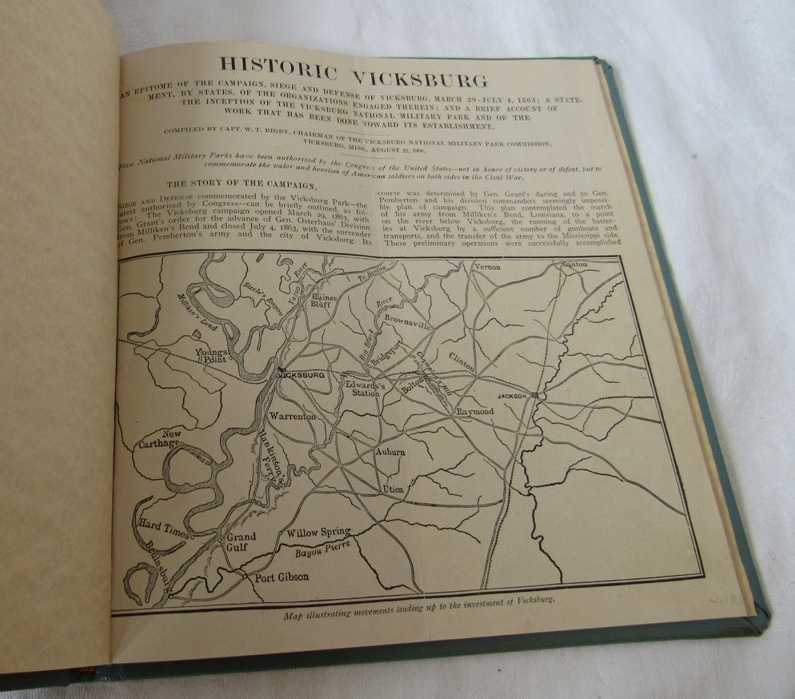 HISTORIC VICKSBURG
AN EPITOME OF THE CAMPAIGN, SIEGE AND DEFENSE OF VICKSBURG, MARCH 29-JULY 4, 1863; A STATE-
MENT, BY STATES, OF THE ORGANIZATIONS ENGAGED THEREIN; AND A BRIEF ACCOUNT OF
THE INCEPTION OF THE VICKSBURG NATIONAL MILITARY PARK AND OF THE
WORK THAT HAS BEEN DONE TOWARD ITS ESTABLISHMENT.
COMPILED BY CAPT. W. T. RIGBY, CHAIRMAN OF THE VICKSBURG NATIONAL MILITARY PARK COMMISSION,
VICKSBURG, MISS., AUGUST 22,
Five National Military Parks have been authorized by the Congress of the United States—not in honor of victory or of defeat, but to
commemorate the valor and heroism of American soldiers on both sides in the Civil War.
THE STORY OF THE CAMPAIGN.
SIEGE AND DEFENSE commemorated by the Vicksburg Park—the
latest authorized by Congress—can be briefly outlined, as fol-
ows: The Vicksburg campaign opened March 29, 1863, with
Gen. Grant's order for the advance of Gen. Osterhaus' Division
from Milliken's Bend and closed July 4, 1863, with the surrender
of Gen. Pemberton's army and the city of Vicksburg. Its
course was determined by Gen. Grant's daring and to Gen.
Pemberton and his division commanders seemingly impossi-
ble plan of campaign. This plan contemplated the march
of his army from Milliken's Bend, Louisiana, to a point
on the river below Vicksburg, the running of the batter-
ies at Vicksburg by a sufficient number of gunboats and
transports, and the transfer of the army to the Mississippi side.
These preliminary operations were successfully accomplished
Vernon
Canton
Steele's Bayou
Yazoo River
Haines
Bluff
Milliken's Bend
Big Black River
Brownsville
Youngs
Point
Bridgeport
Clinton
VICKSBURG
Edward's
Station
Bolton
JACKSON
Raymond
Warrenton
New
Carthage
Hankinson's
Ferry
Auburn
Utica
Hard Times
Grand
Gulf
Willow Spring
Bayou Pierre
Bruinsburg
Port Gibson
Map illustrating movements leading up to the investment of Vicksburg.